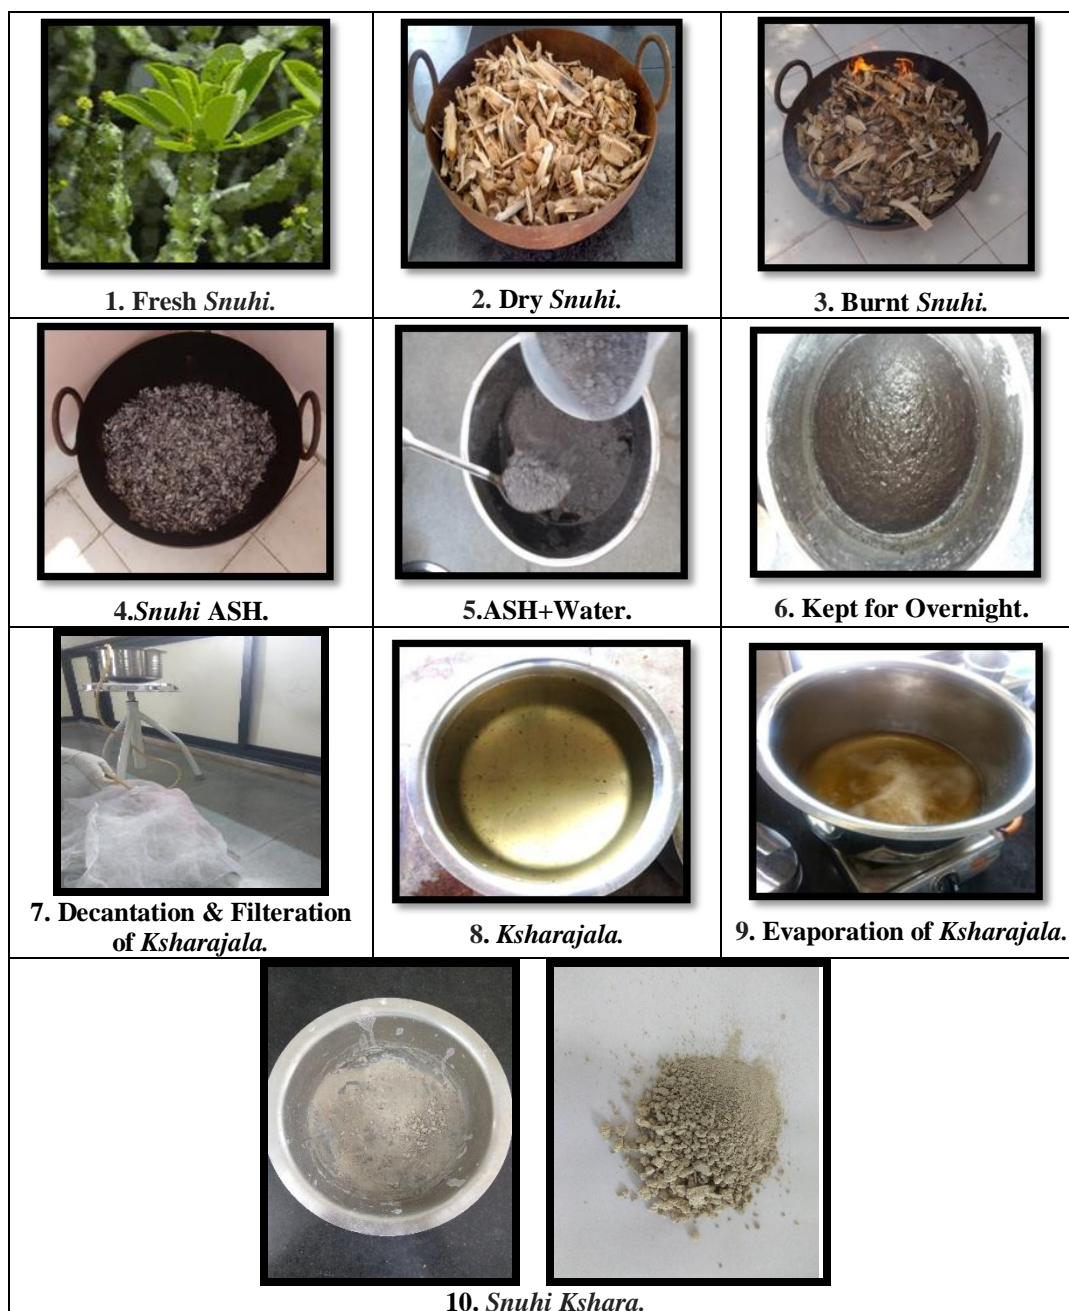 1. Fresh Snuhi.
2. Dry Snuhi.
3. Burnt Snuhi.
4.Snuhi ASH.
5.ASH+Water.
6. Kept for Overnight.
7. Decantation & Filteration
of Ksharajala.
8. Ksharajala.
9. Evaporation of Ksharajala.
10. Snuhi Kshara.